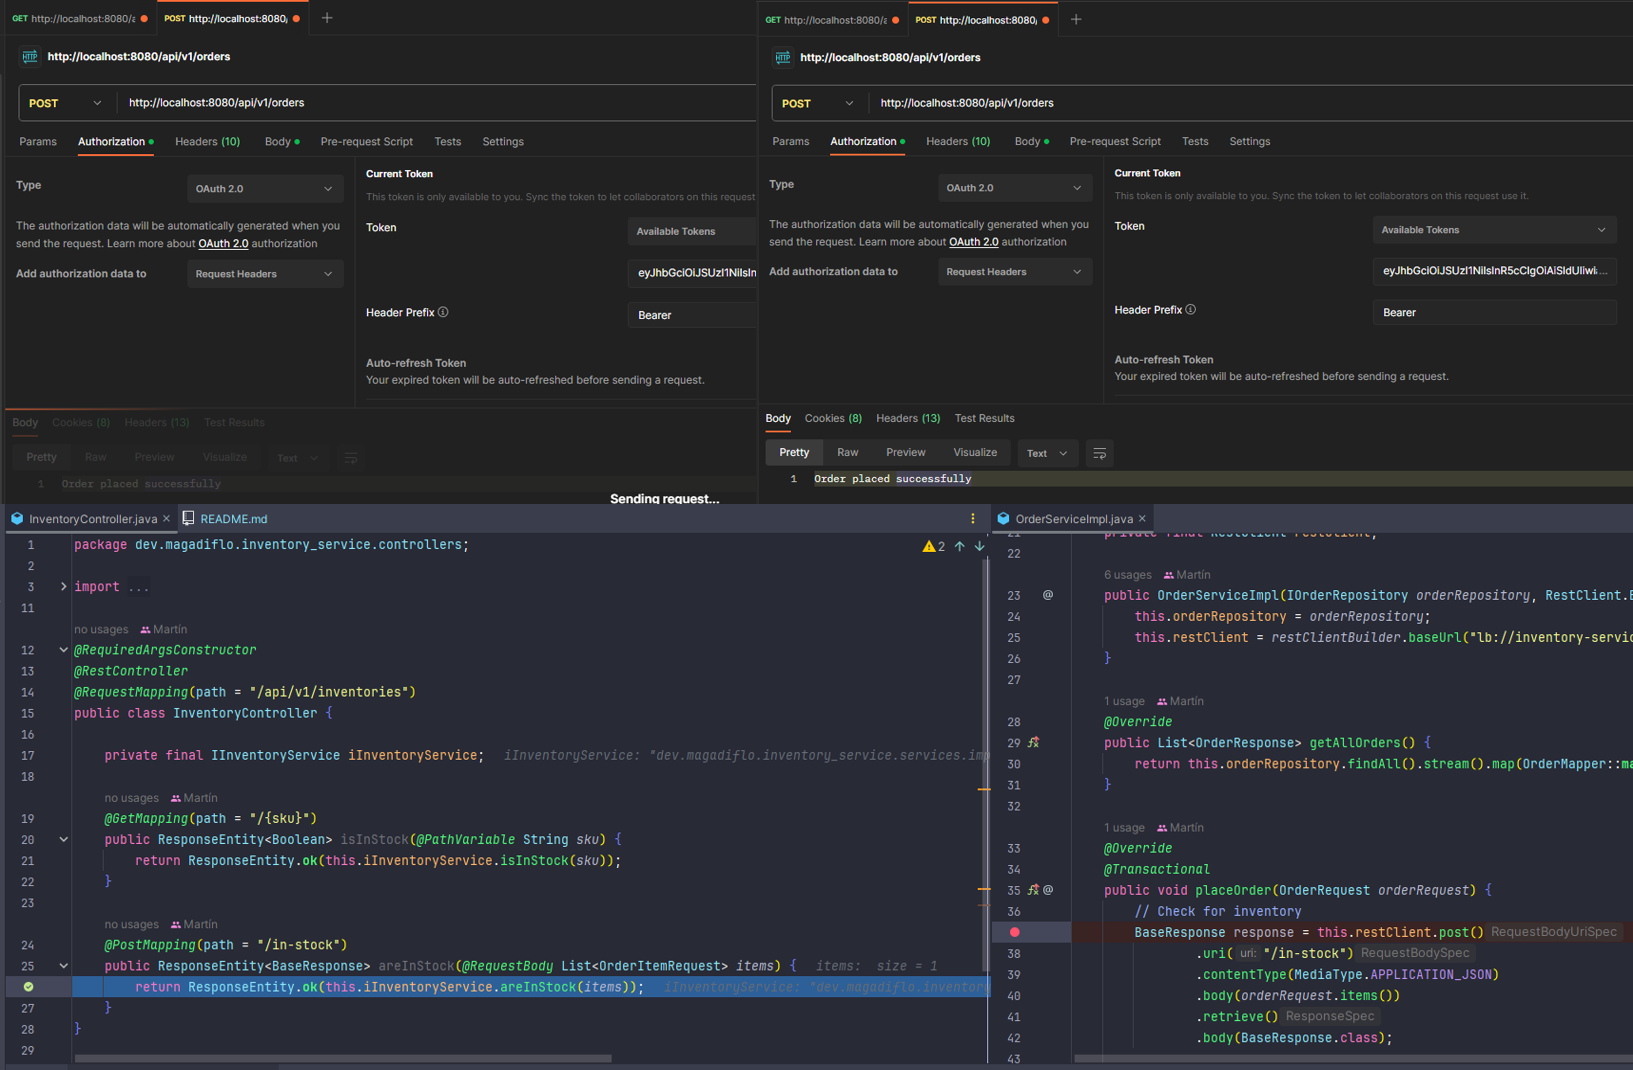 GET http://localhost:8080/a
POST http://localhost:8080/
+
HTTP http://localhost:8080/api/v1/orders
POST http://localhost:8080/api/v1/orders
Params Authorization Headers (10) Body Pre-request Script Tests Settings
Type OAuth 2.0
The authorization data will be automatically generated when you
send the request. Learn more about OAuth 2.0 authorization
Add authorization data to Request Headers
Current Token
This token is only available to you. Sync the token to let collaborators on this request
Token Available Tokens
eyJhbGciOiJSUzI1NiIsIn
Header Prefix Bearer
Auto-refresh Token
Your expired token will be auto-refreshed before sending a request.
Body Cookies (8) Headers (13) Test Results
Pretty Raw Preview Visualize Text
1 Order placed successfully
Sending request...
GET http://localhost:8080/a
POST http://localhost:8080/
+
HTTP http://localhost:8080/api/v1/orders
POST http://localhost:8080/api/v1/orders
Params Authorization Headers (10) Body Pre-request Script Tests Settings
Type OAuth 2.0
The authorization data will be automatically generated when you
send the request. Learn more about OAuth 2.0 authorization
Add authorization data to Request Headers
Current Token
This token is only available to you. Sync the token to let collaborators on this request use it.
Token Available Tokens
Header Prefix Bearer
Auto-refresh Token
Your expired token will be auto-refreshed before sending a request.
Body Cookies (8) Headers (13) Test Results
Pretty Raw Preview Visualize Text
1 Order placed successfully
InventoryController.java README.md
2
1 package dev.magadiflo.inventory_service.controllers;
2
3 import ...
11
no usages Martín
12 @RequiredArgsConstructor
13 @RestController
14 @RequestMapping(path = "/api/v1/inventories")
15 public class InventoryController {
16
17 private final IInventoryService iInventoryService; iInventoryService: "dev.magadiflo.inventory_service.services.imp
18
no usages Martín
19 @GetMapping(path = "/{sku}")
20 public ResponseEntity<Boolean> isInStock(@PathVariable String sku) {
21 return ResponseEntity.ok(this.iInventoryService.isInStock(sku));
22 }
23
no usages Martín
24 @PostMapping(path = "/in-stock")
25 public ResponseEntity<BaseResponse> areInStock(@RequestBody List<OrderItemRequest> items) { items: size = 1
return ResponseEntity.ok(this.iInventoryService.areInStock(items)); iInventoryService: "dev.magadiflo.inventory
27 }
28 }
29
OrderServiceImpl.java
21 private final RestClient restClient;
22
6 usages Martín
23 @ public OrderServiceImpl(IOrderRepository orderRepository, RestClient.B
24 this.orderRepository = orderRepository;
25 this.restClient = restClientBuilder.baseUrl("lb://inventory-servic
26 }
27
1 usage Martín
28 @Override
29 public List<OrderResponse> getAllOrders() {
30 return this.orderRepository.findAll().stream().map(OrderMapper::ma
31 }
32
1 usage Martín
33 @Override
34 @Transactional
35 @ public void placeOrder(OrderRequest orderRequest) {
36 // Check for inventory
BaseResponse response = this.restClient.post() RequestBodyUriSpec
38 .uri( uri: "/in-stock") RequestBodySpec
39 .contentType(MediaType.APPLICATION_JSON)
40 .body(orderRequest.items())
41 .retrieve() ResponseSpec
42 .body(BaseResponse.class);
43